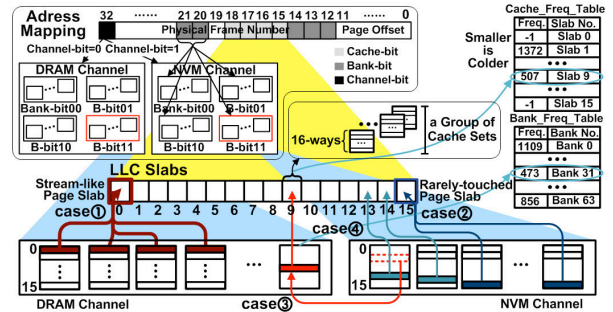 Adress Mapping
32 ...... 21 20 19 18 17 16 15 14 13 12 11 ...... 0
Physical Frame Number Page Offset
Channel-bit=0 Channel-bit=1
Cache-bit
Bank-bit
Channel-bit
DRAM Channel
Bank-bit00 B-bit01
B-bit10 B-bit11
NVM Channel
Bank-bit00 B-bit01
B-bit10 B-bit11
16-ways
a Group of Cache Sets
Smaller is Colder
Cache_Freq_Table
Freq. Slab No.
-1 Slab 0
1372 Slab 1
507 Slab 9
-1 Slab 15
Bank_Freq_Table
Freq. Bank No.
1109 Bank 0
473 Bank 31
856 Bank 63
LLC Slabs
Stream-like Page Slab
Rarely-touched Page Slab
case①
0 1 2 3 4 5 6 7 8 9 10 11 12 13 14 15
case②
case④
0
15
DRAM Channel
case③
0
15
NVM Channel